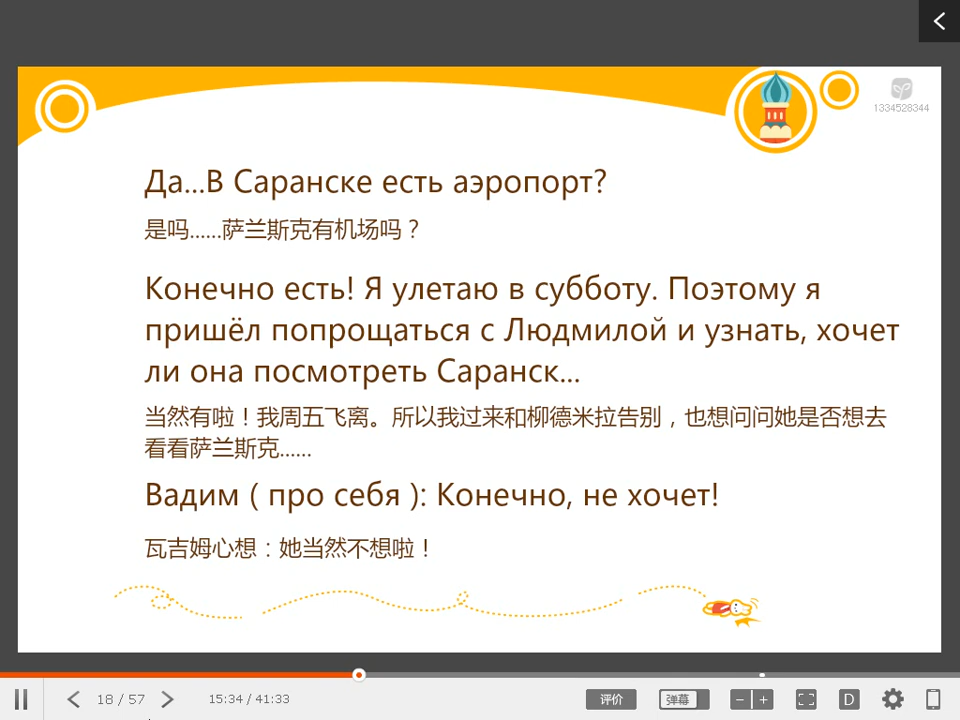 1334528344
Да...В Саранске есть аэропорт?
是吗......萨兰斯克有机场吗？
Конечно есть! Я улетаю в субботу. Поэтому я
пришёл попрощаться с Людмилой и узнать, хочет
ли она посмотреть Саранск...
当然有啦！我周五飞离。所以我过来和柳德米拉告别，也想问问她是否想去
看看萨兰斯克......
Вадим ( про себя ): Конечно, не хочет!
瓦吉姆心想：她当然不想啦！
18 / 57 15:34 / 41:33 评价 弹幕 − + D